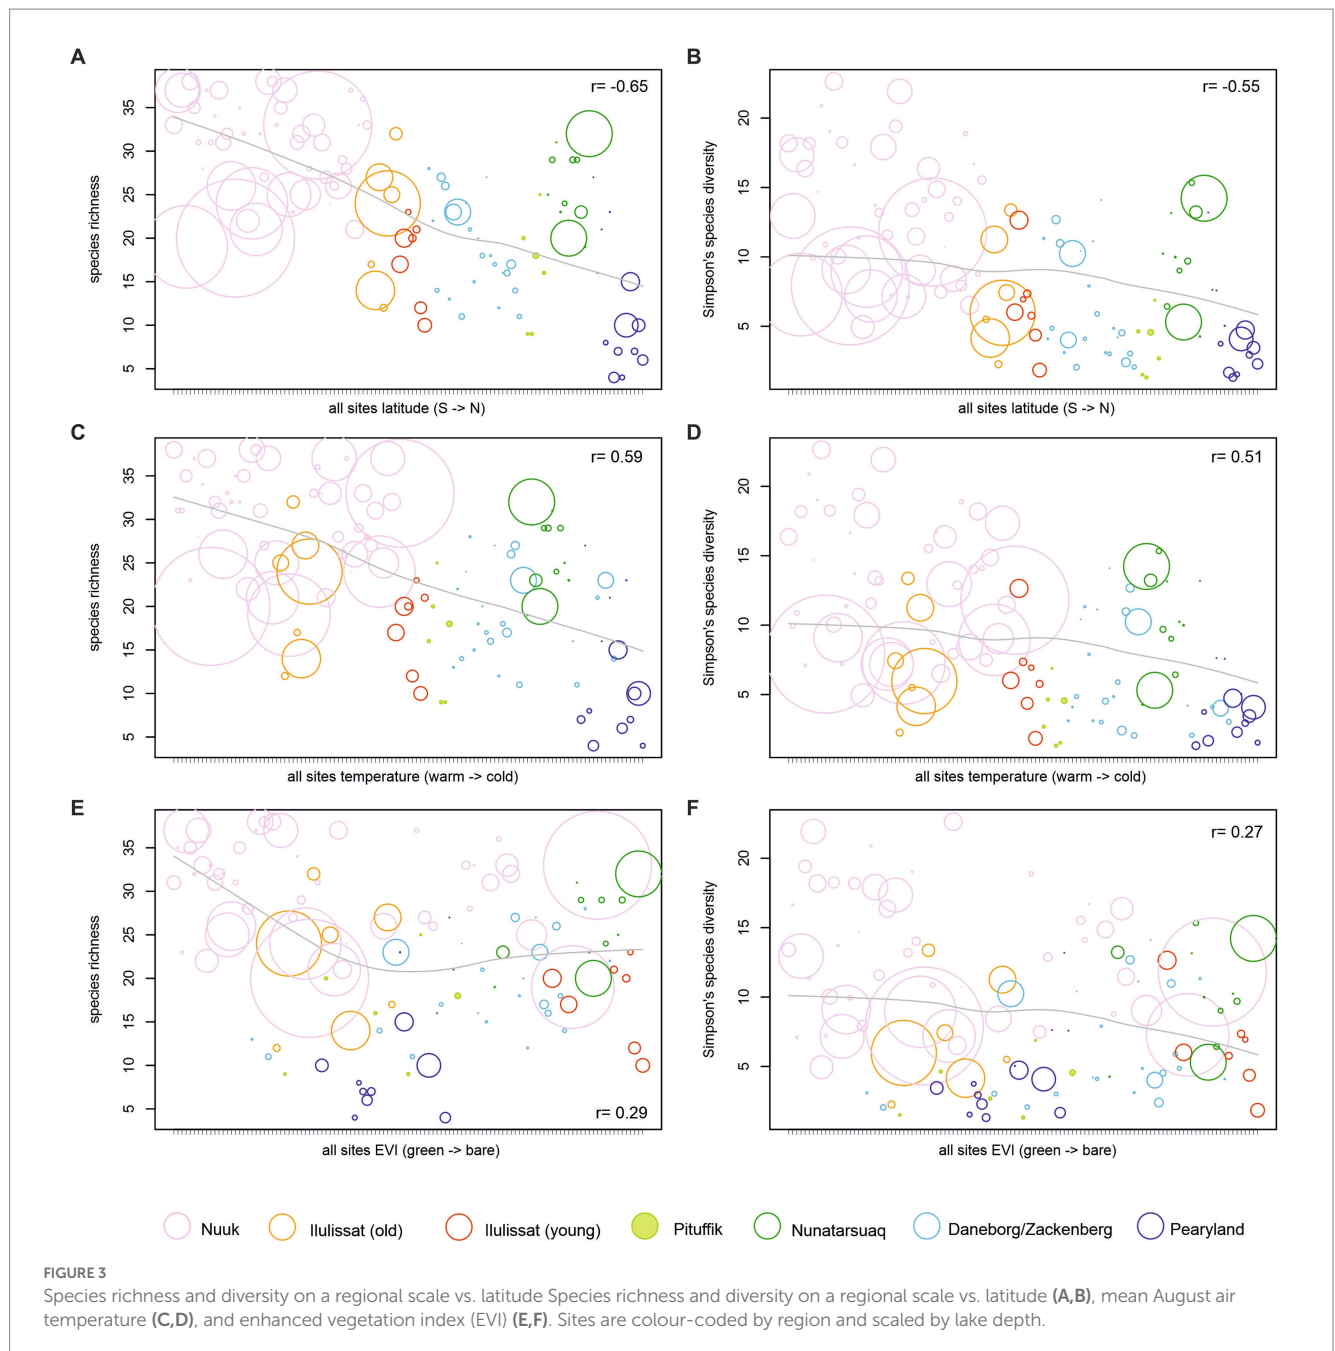 A
r= -0.65
species richness
35
30
25
20
15
10
5
all sites latitude (S -> N)
B
r= -0.55
Simpson's species diversity
20
15
10
5
all sites latitude (S -> N)
C
r= 0.59
species richness
35
30
25
20
15
10
5
all sites temperature (warm -> cold)
D
r= 0.51
Simpson's species diversity
20
15
10
5
all sites temperature (warm -> cold)
E
r= 0.29
species richness
35
30
25
20
15
10
5
all sites EVI (green -> bare)
F
r= 0.27
Simpson's species diversity
20
15
10
5
all sites EVI (green -> bare)
Nuuk Ilulissat (old) Ilulissat (young) Pituffik Nunatarsuaq Daneborg/Zackenberg Pearyland
FIGURE 3
Species richness and diversity on a regional scale vs. latitude Species richness and diversity on a regional scale vs. latitude (A,B), mean August air
temperature (C,D), and enhanced vegetation index (EVI) (E,F). Sites are colour-coded by region and scaled by lake depth.